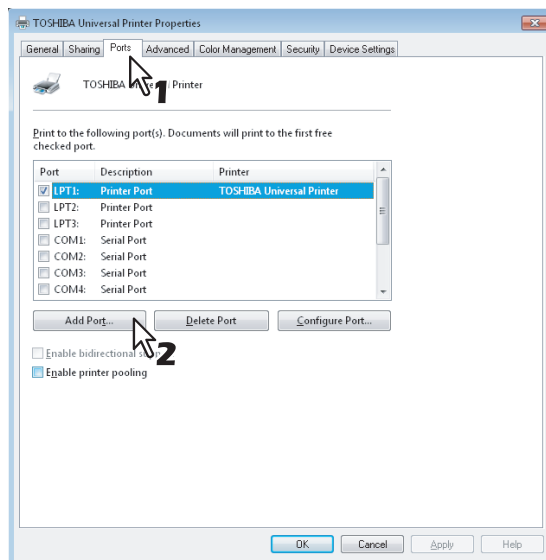 TOSHIBA Universal Printer Properties
General Sharing Ports Advanced Color Management Security Device Settings
1
TOSHIBA Printer
Print to the following port(s). Documents will print to the first free
checked port.
Port Description Printer
LPT1: Printer Port TOSHIBA Universal Printer
LPT2: Printer Port
LPT3: Printer Port
COM1: Serial Port
COM2: Serial Port
COM3: Serial Port
COM4: Serial Port
Add Port... Delete Port Configure Port...
2
Enable bidirectional
Enable printer pooling
OK Cancel Apply Help